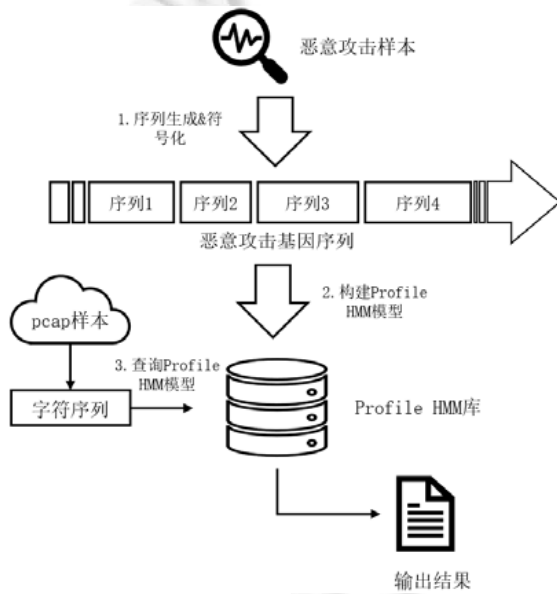 恶意攻击样本
1.序列生成&符
号化
序列1
序列2
序列3
序列4
恶意攻击基因序列
2.构建Profile
HMM模型
pcap样本
3.查询Profile
HMM模型
字符序列
Profile HMM库
输出结果